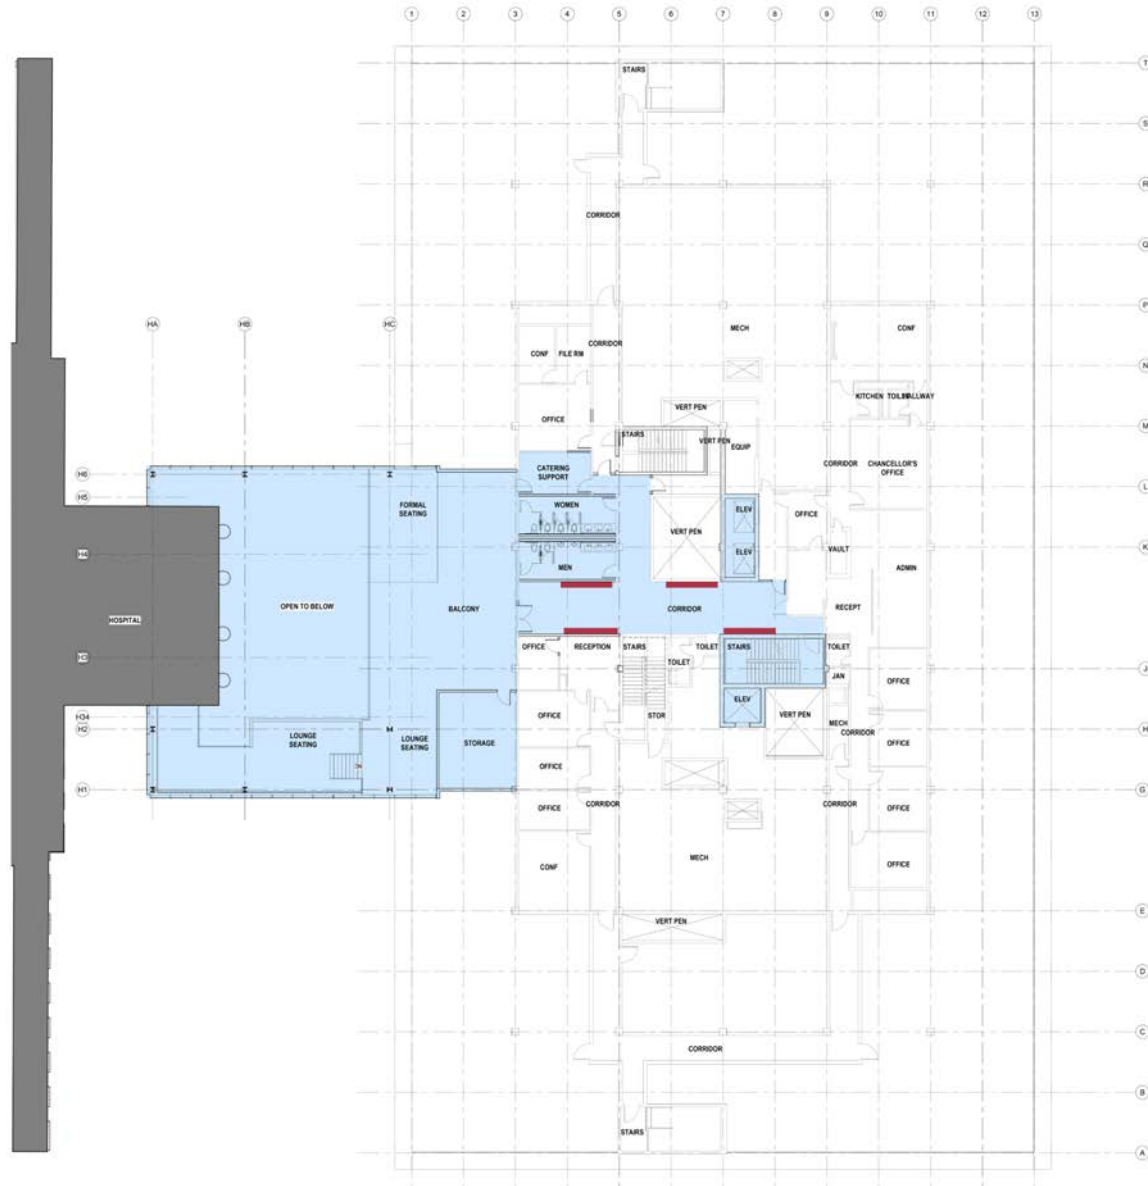 1 2 3 4 5 6 7 8 9 10 11 12 13
T
STAIRS
S
R
CORRIDOR
Q
P
HA HB HC
MECH CONF
CORRIDOR
CONF FILE RM
N
KITCHEN
VERT PEN
OFFICE
M
STAIRS
VERT PEN
EQUIP
CORRIDOR
CHANCELLOR'S
OFFICE
H6
CATERING
SUPPORT
L
H5
FORMAL
SEATING
WOMEN
ELEV
OFFICE
VERT PEN
K
H4
ELEV
VAULT
MEN
ADMIN
OPEN TO BELOW
BALCONY
CORRIDOR
RECEPT
HOSPITAL
OFFICE RECEPTION STAIRS TOILET STAIRS TOILET
H3
TOILET
J
JAN
OFFICE
ELEV
H34
OFFICE
STOR
VERT PEN
MECH
H2
H
CORRIDOR
LOUNGE
SEATING
LOUNGE
SEATING
STORAGE
OFFICE
OFFICE
H1
G
OFFICE
CORRIDOR
CORRIDOR
OFFICE
MECH
CONF
OFFICE
E
VERT PEN
D
C
CORRIDOR
B
STAIRS
A